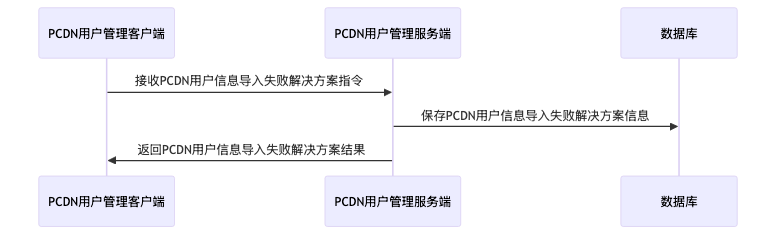 PCDN用户管理客户端
PCDN用户管理服务端
数据库
接收PCDN用户信息导入失败解决方案指令
保存PCDN用户信息导入失败解决方案信息
返回PCDN用户信息导入失败解决方案结果
PCDN用户管理客户端
PCDN用户管理服务端
数据库